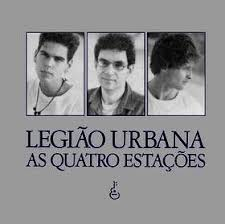 LEGIÃO URBANA
AS QUATRO ESTAÇÕES